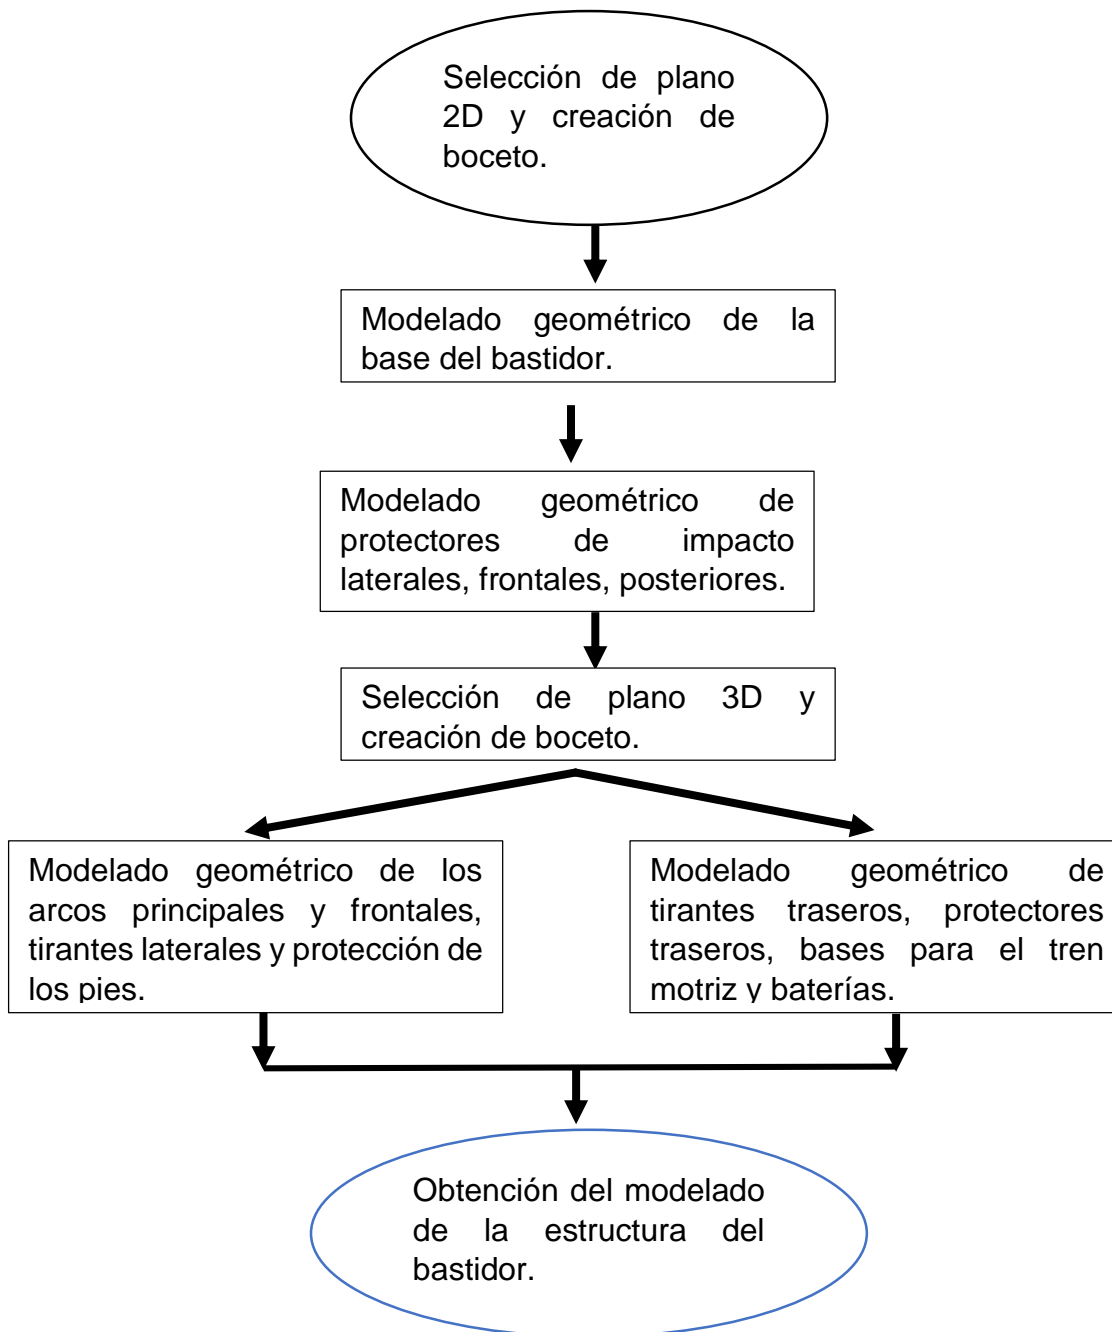 Selección de plano
2D y creación de
boceto.
Modelado geométrico de la
base del bastidor.
Modelado geométrico de
protectores de impacto
laterales, frontales, posteriores.
Selección de plano 3D y
creación de boceto.
Modelado geométrico de los
arcos principales y frontales,
tirantes laterales y protección de
los pies.
Modelado geométrico de
tirantes traseros, protectores
traseros, bases para el tren
motriz y baterías.
Obtención del modelado
de la estructura del
bastidor.